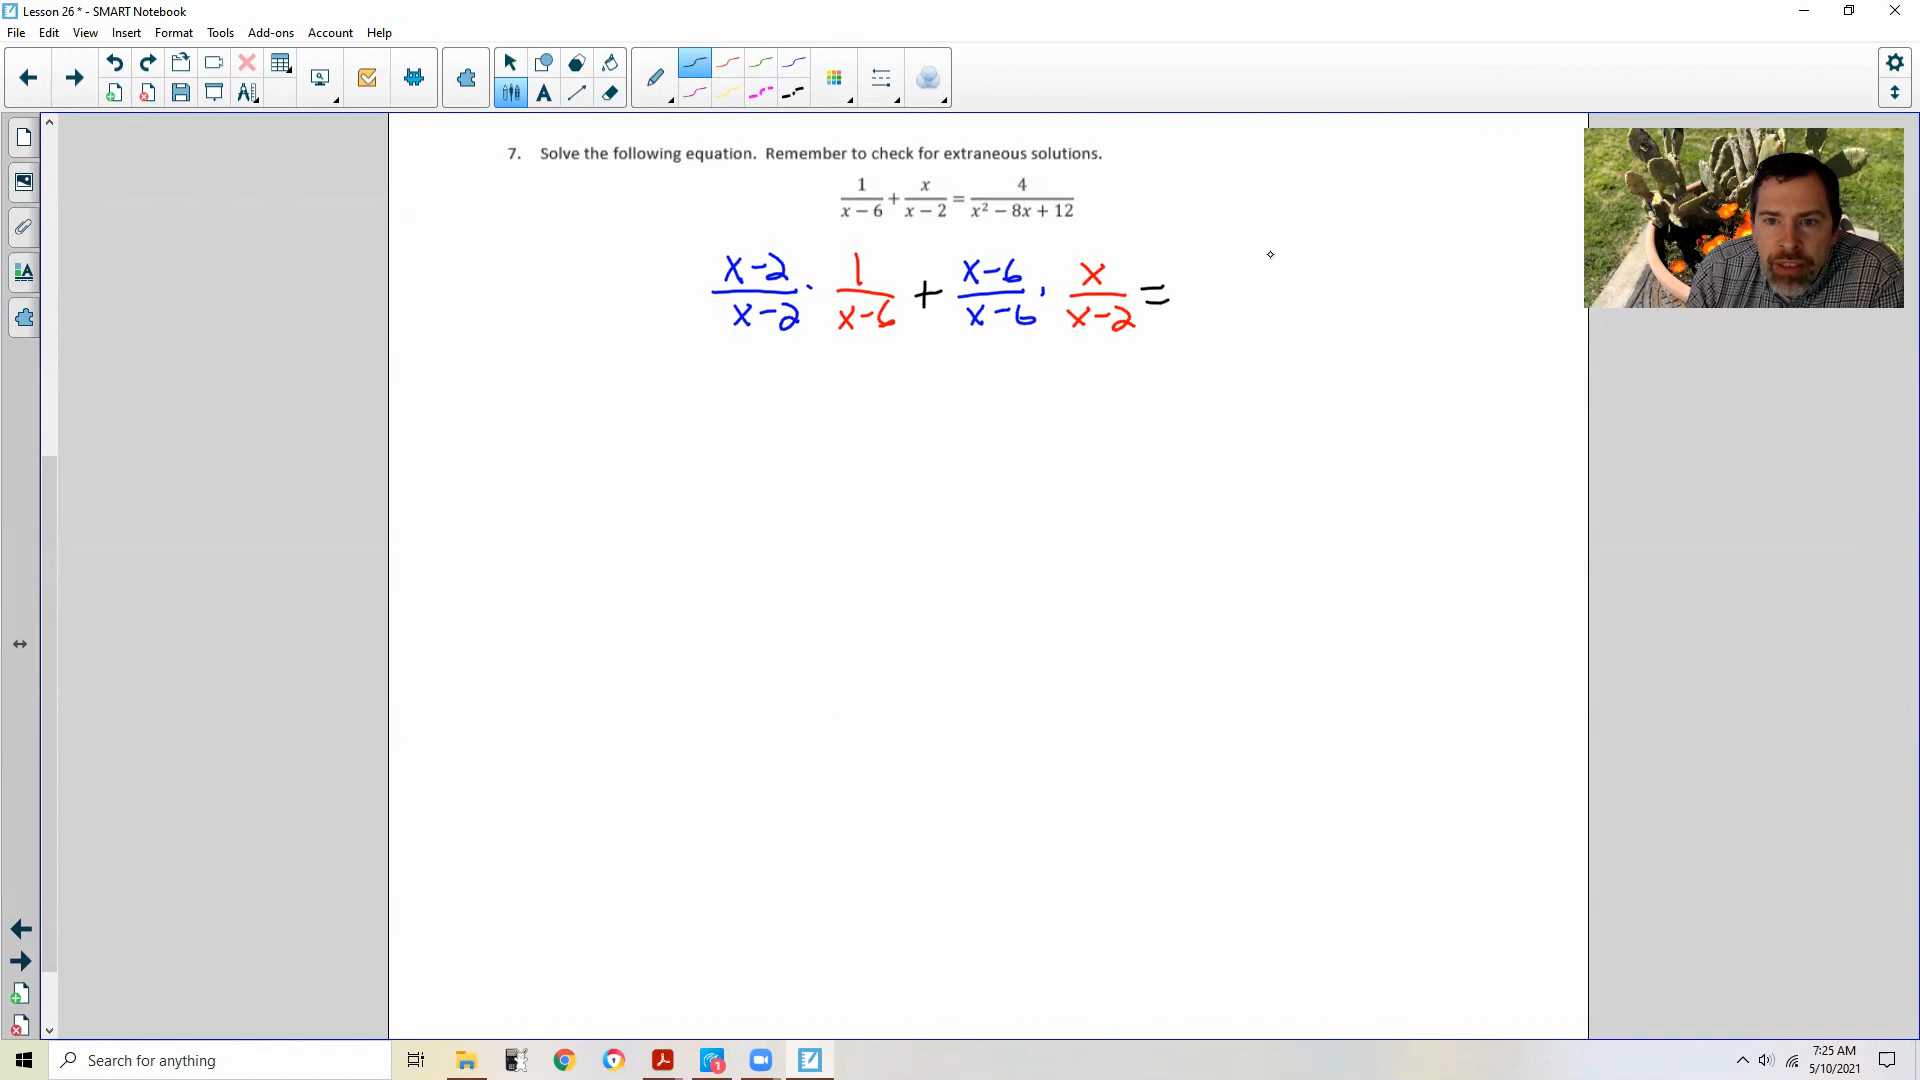 Lesson 26 * - SMART Notebook
File Edit View Insert Format Tools Add-ons Account Help
7. Solve the following equation. Remember to check for extraneous solutions.
1/(x − 6) + x/(x − 2) = 4/(x² − 8x + 12)
(x-2)/(x-2) · 1/(x-6) + (x-6)/(x-6) · x/(x-2) =
Search for anything
1
7:25 AM
5/10/2021